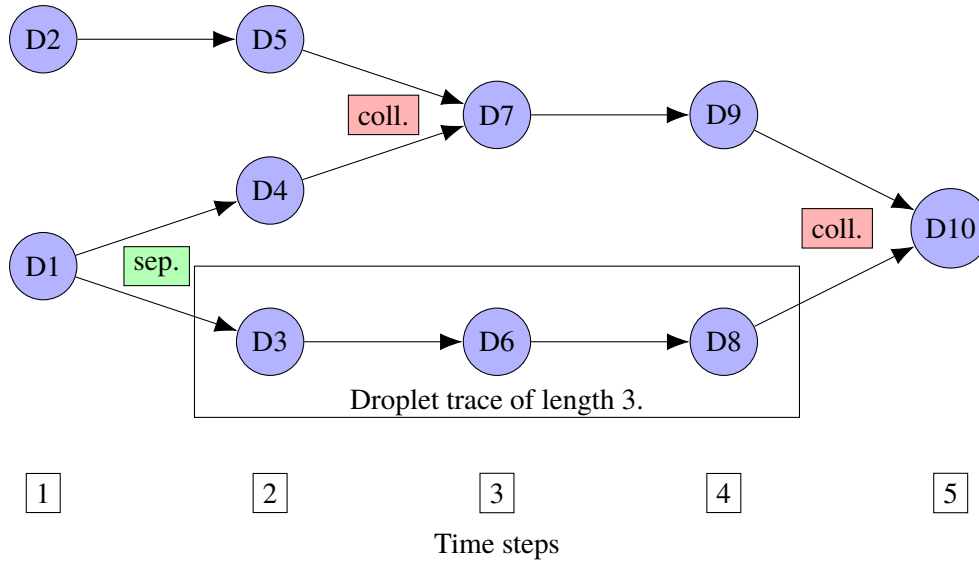 D2
D5
coll.
D7
D9
D4
D1
sep.
coll.
D10
D3
D6
D8
Droplet trace of length 3.
1
2
3
4
5
Time steps